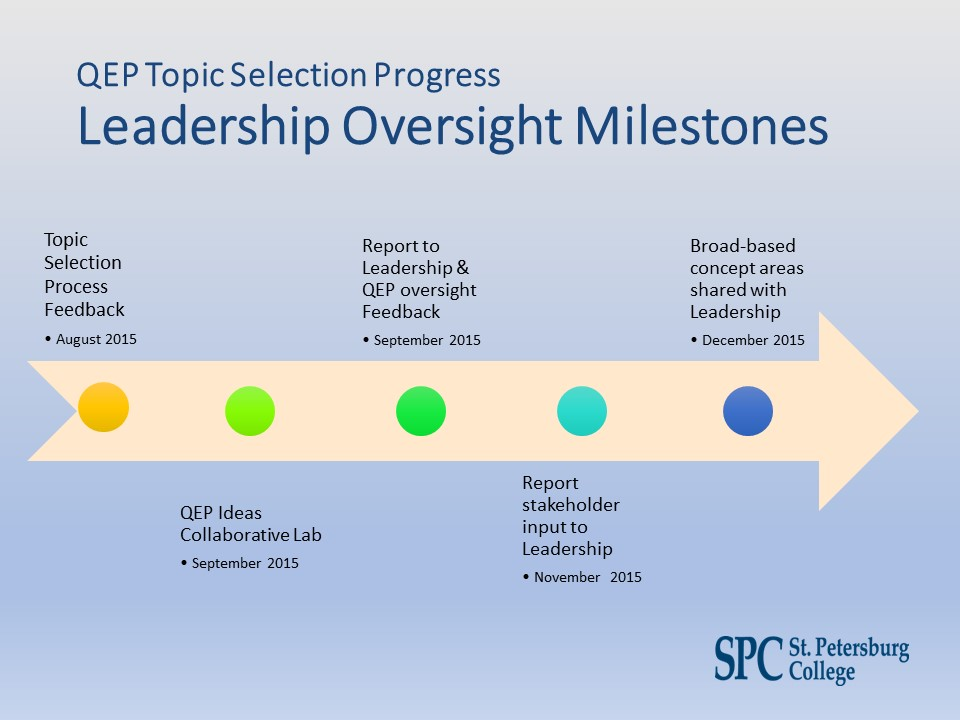 QEP Topic Selection Progress
Leadership Oversight Milestones
Topic
Selection
Process
Feedback
• August 2015
QEP Ideas
Collaborative Lab
• September 2015
Report to
Leadership &
QEP oversight
Feedback
• September 2015
Report
stakeholder
input to
Leadership
• November 2015
Broad-based
concept areas
shared with
Leadership
• December 2015
SPC St. Petersburg
College